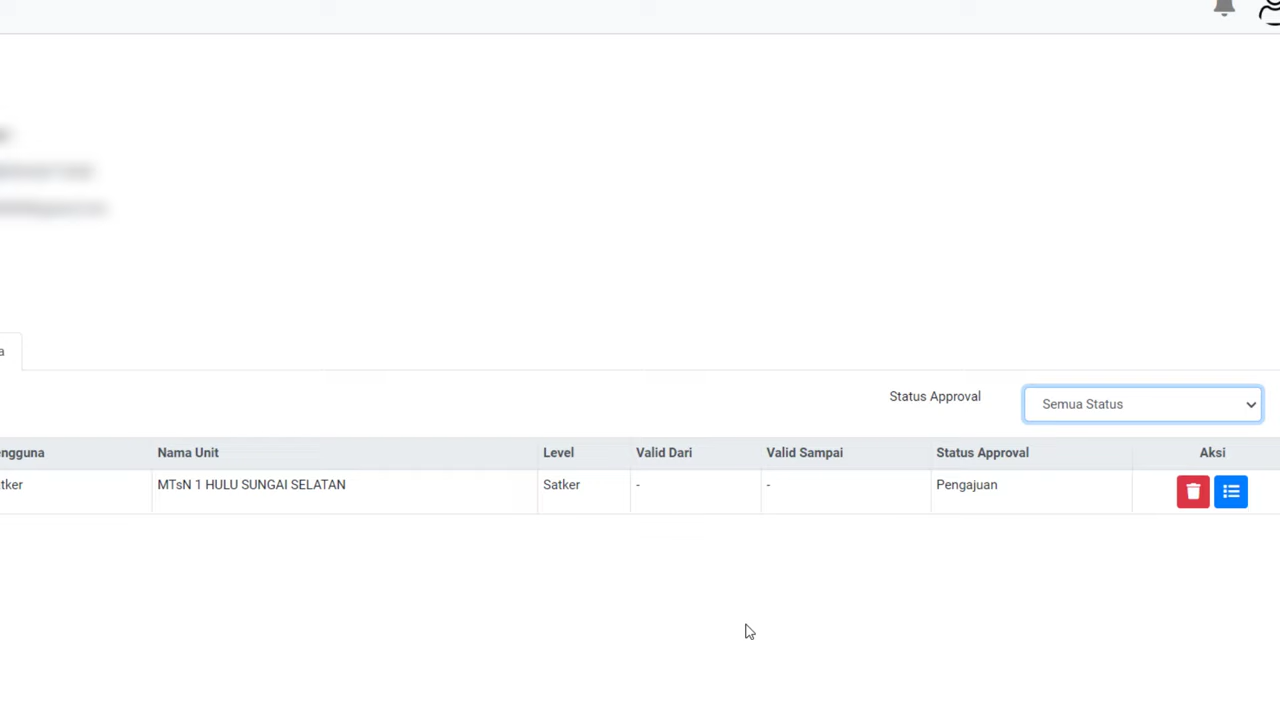 a
Status Approval
Semua Status
ngguna Nama Unit Level Valid Dari Valid Sampai Status Approval Aksi
tker MTsN 1 HULU SUNGAI SELATAN Satker - - Pengajuan